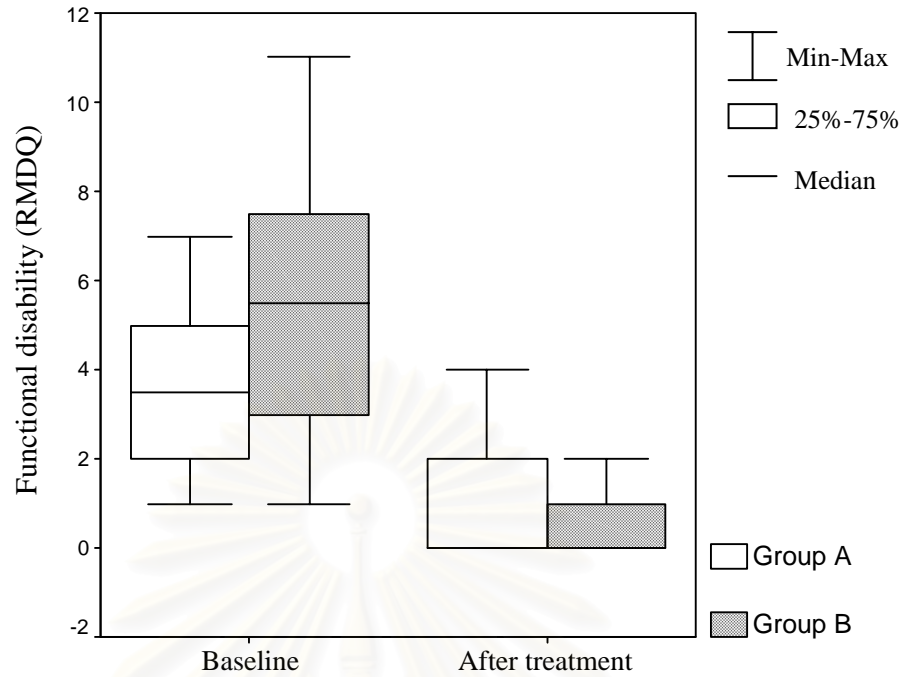 Functional disability (RMDQ)
12
10
8
6
4
2
0
-2
Baseline
After treatment
Min-Max
25%-75%
Median
Group A
Group B